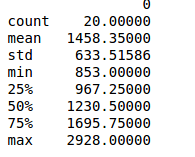 0
count 20.00000
mean 1458.35000
std 633.51586
min 853.00000
25% 967.25000
50% 1230.50000
75% 1695.75000
max 2928.00000